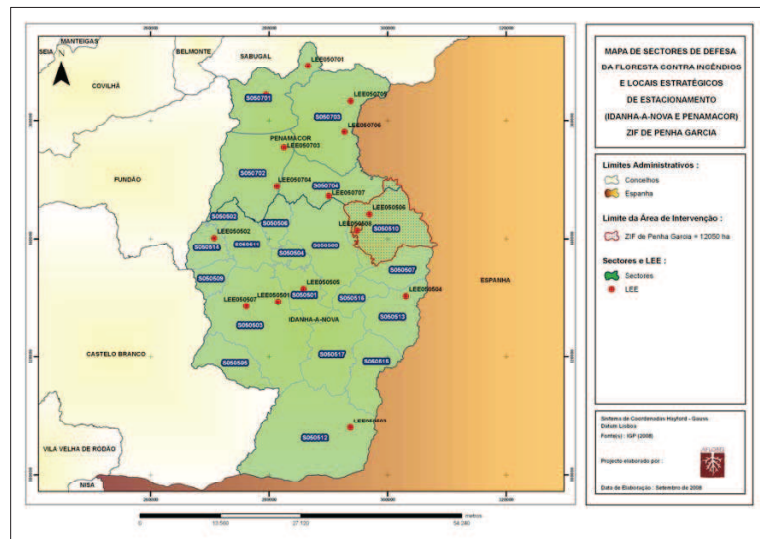 MANTEIGAS
SEIA
BELMONTE
SABUGAL
COVILHÃ
FUNDÃO
PENAMACOR
IDANHA-A-NOVA
CASTELO BRANCO
VILA VELHA DE RODÃO
NISA
ESPANHA
N
LEE050701
S050701
LEE050705
S050703
LEE050706
LEE050703
S050702
LEE050704
S050704
LEE050707
S050502
S050506
LEE050506
S050510
LEE050502
S050514
S050504
S050507
S050509
LEE050505
S050501
LEE050501
LEE050507
S050516
LEE050504
S050503
S050513
S050517
S050512
0
27 120
54 240
metros
MAPA DE SECTORES DE DEFESA
DA FLORESTA CONTRA INCÊNDIOS
E LOCAIS ESTRATÉGICOS
DE ESTACIONAMENTO
(IDANHA-A-NOVA E PENAMACOR)
ZIF DE PENHA GARCIA
Limites Administrativos :
Concelhos
Espanha
Limite da Área de Intervenção :
ZIF de Penha Garcia = 12050 ha
Sectores e LEE :
Sectores
LEE
Sistema de Coordenadas Hayford - Gauss
Datum Lisboa
Fonte(s) : IGP (2008)
Projecto elaborado por :
Data de Elaboração : Setembro de 2008